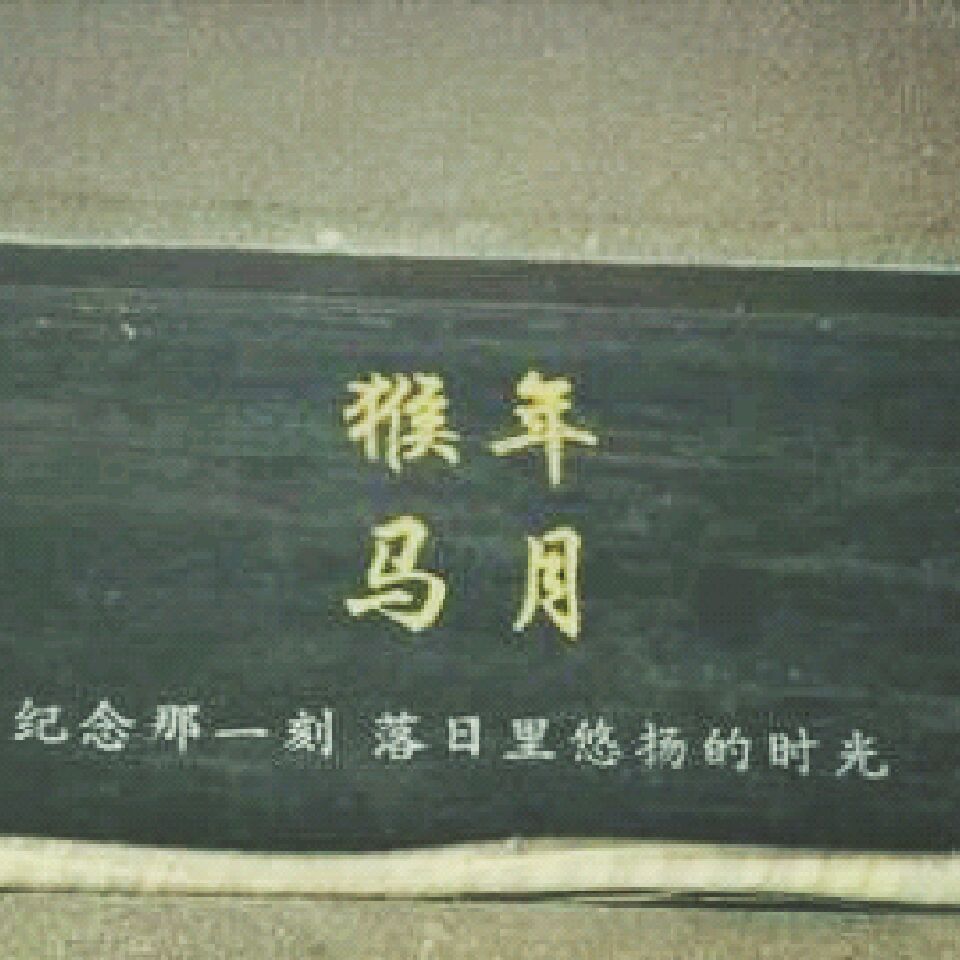 猴年
马月
纪念那一刻 落日里悠扬的时光